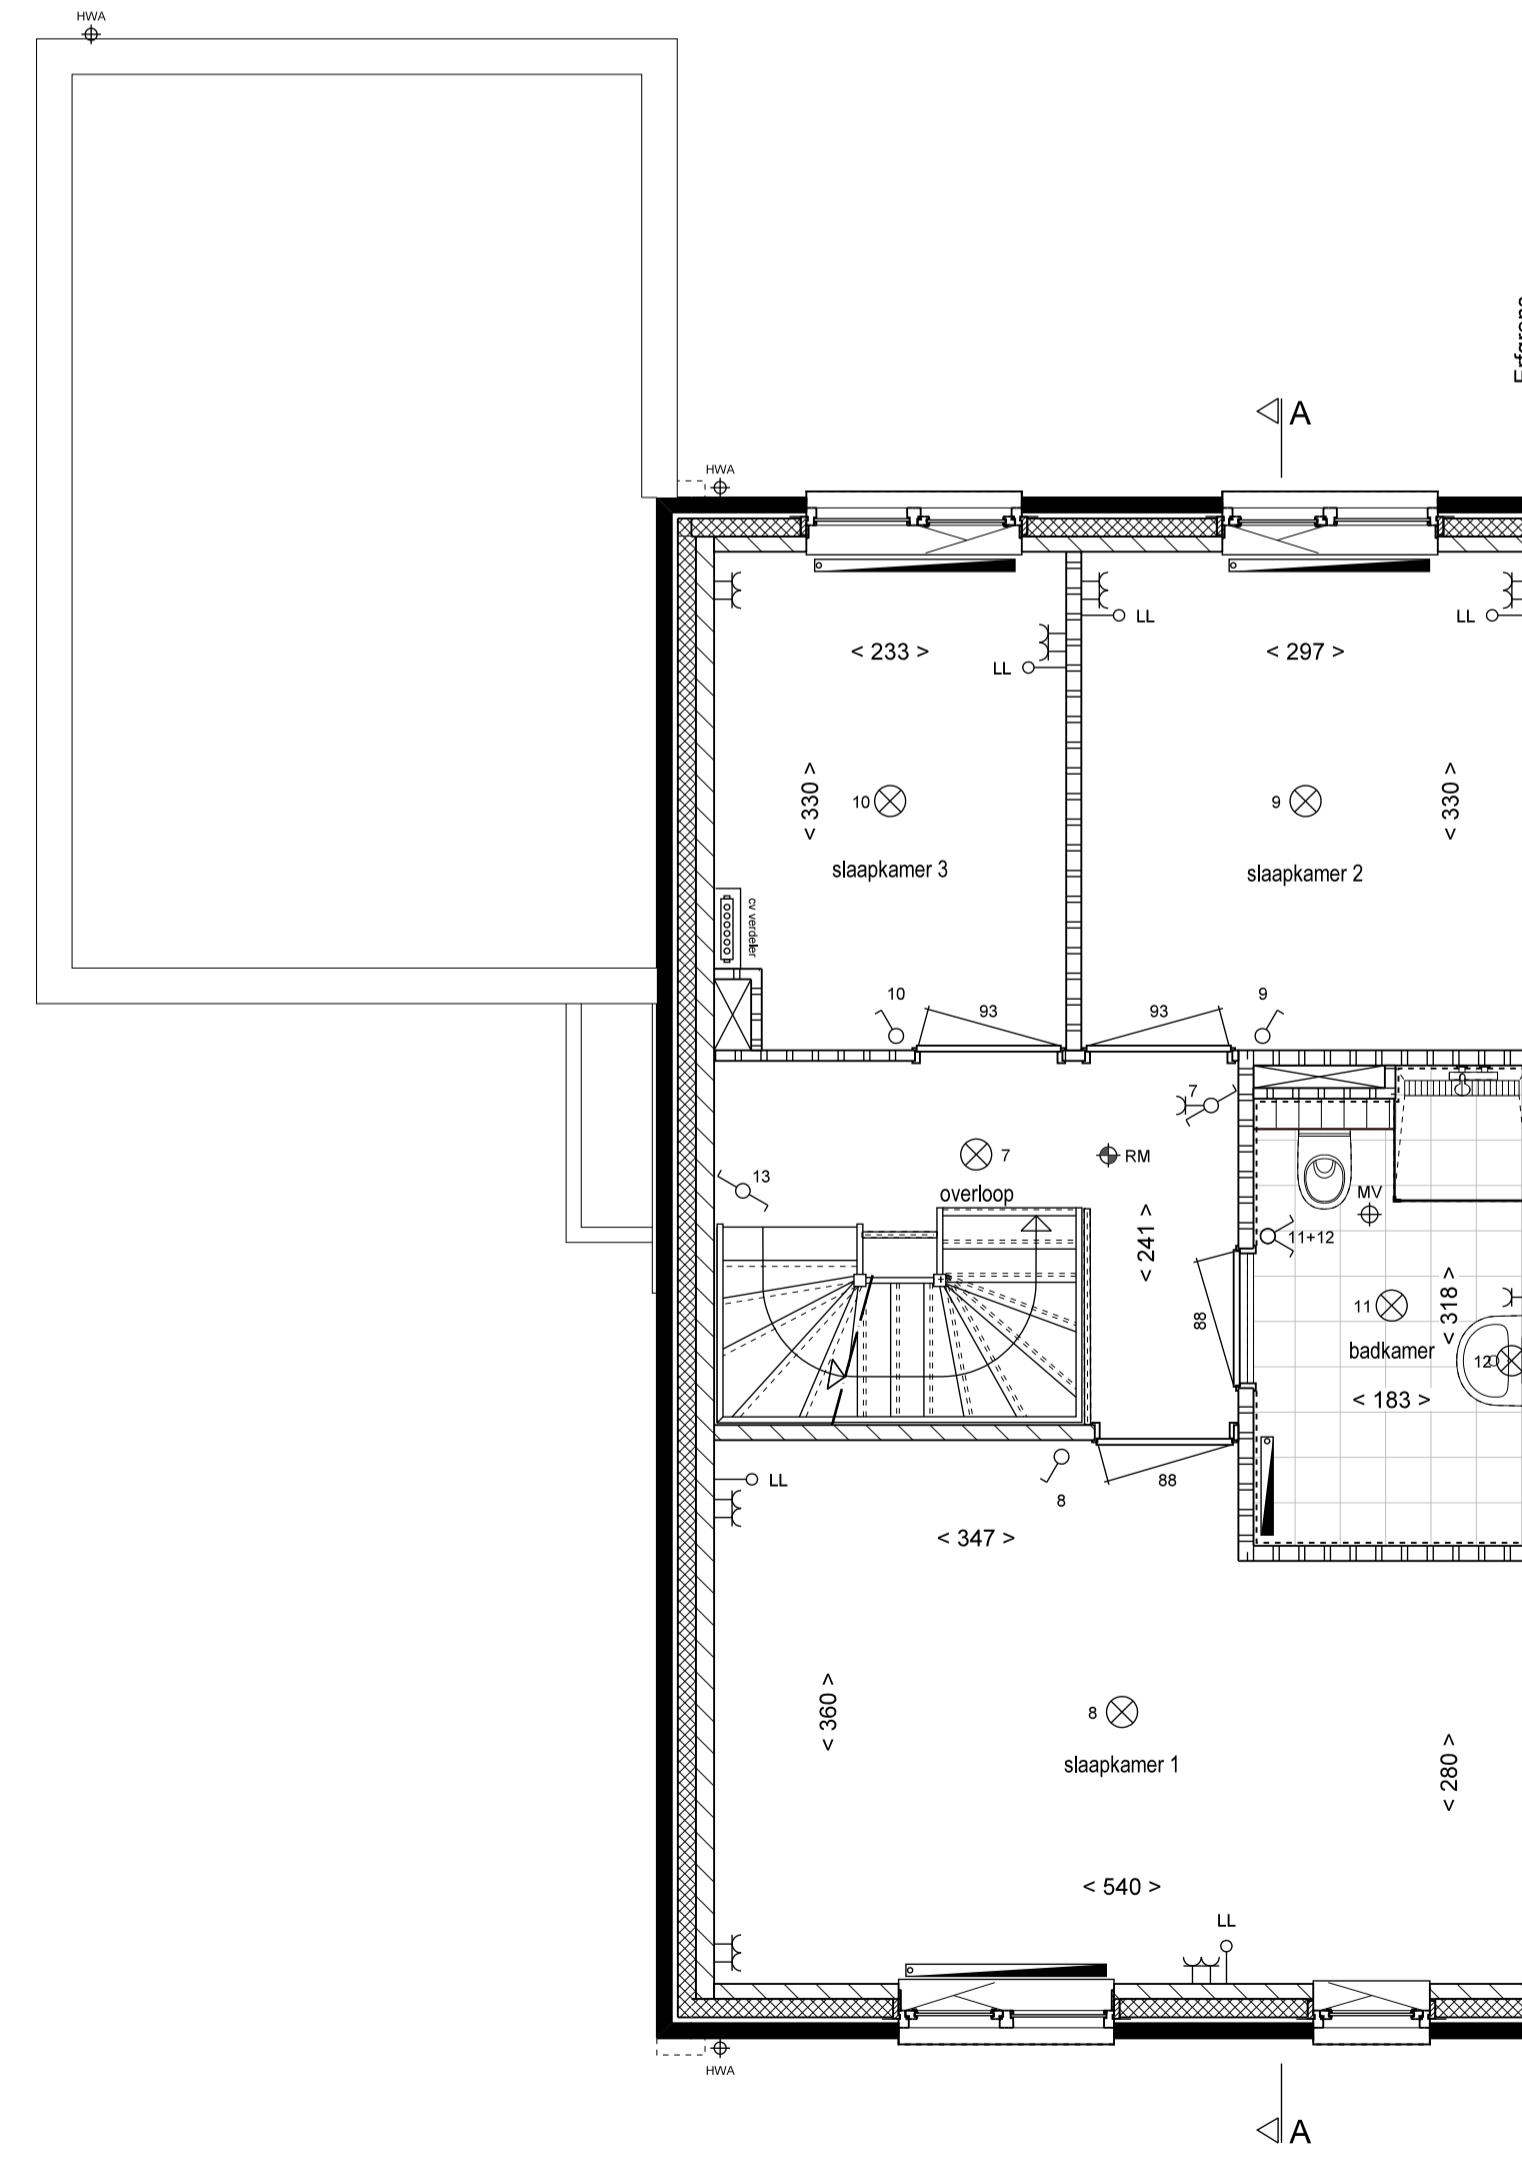 HWA
Erfgrens
A
HWA
LL
LL
< 233 >
< 297 >
LL
< 330 >
10
9
< 330 >
slaapkamer 3
slaapkamer 2
cv verdeler
10
93
93
9
7
7
RM
13
overloop
MV
< 241 >
11+12
88
11
< 318 >
badkamer
12
< 183 >
LL
88
8
< 347 >
< 360 >
8
slaapkamer 1
< 280 >
< 540 >
LL
HWA
A